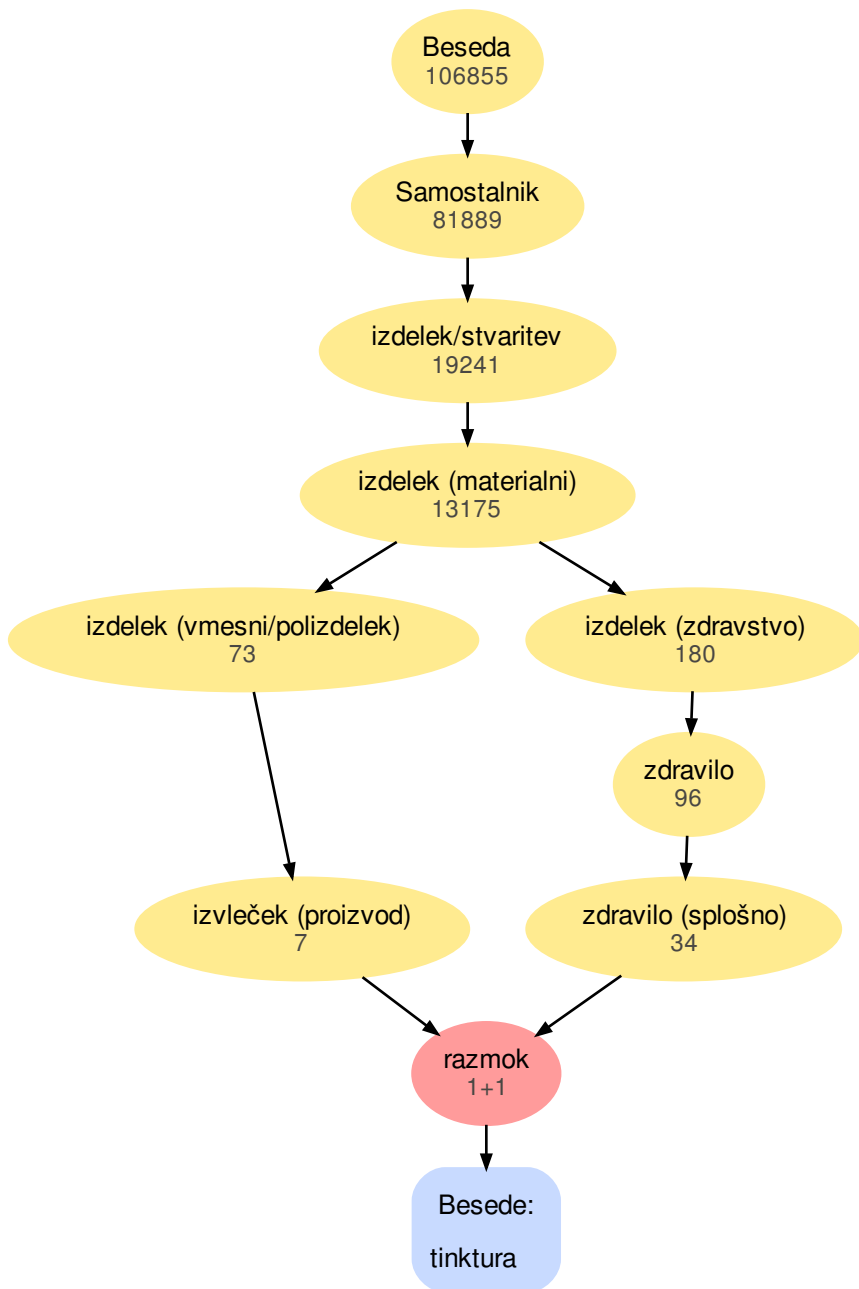 Beseda
106855
Samostalnik
81889
izdelek/stvaritev
19241
izdelek (materialni)
13175
izdelek (vmesni/polizdelek)
73
izdelek (zdravstvo)
180
zdravilo
96
izvleček (proizvod)
7
zdravilo (splošno)
34
razmok
1+1
Besede:
tinktura